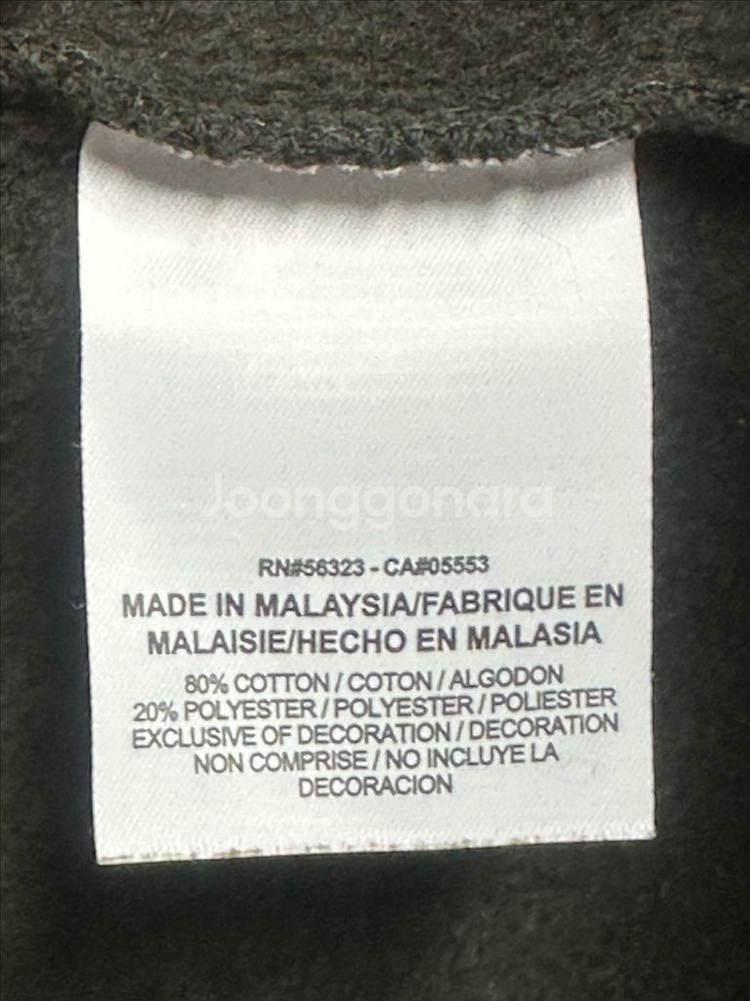 Joonggonara
RN#56323 - CA#05553
MADE IN MALAYSIA/FABRIQUE EN
MALAISIE/HECHO EN MALASIA
80% COTTON / COTON / ALGODON
20% POLYESTER / POLYESTER / POLIESTER
EXCLUSIVE OF DECORATION / DECORATION
NON COMPRISE / NO INCLUYE LA
DECORACION